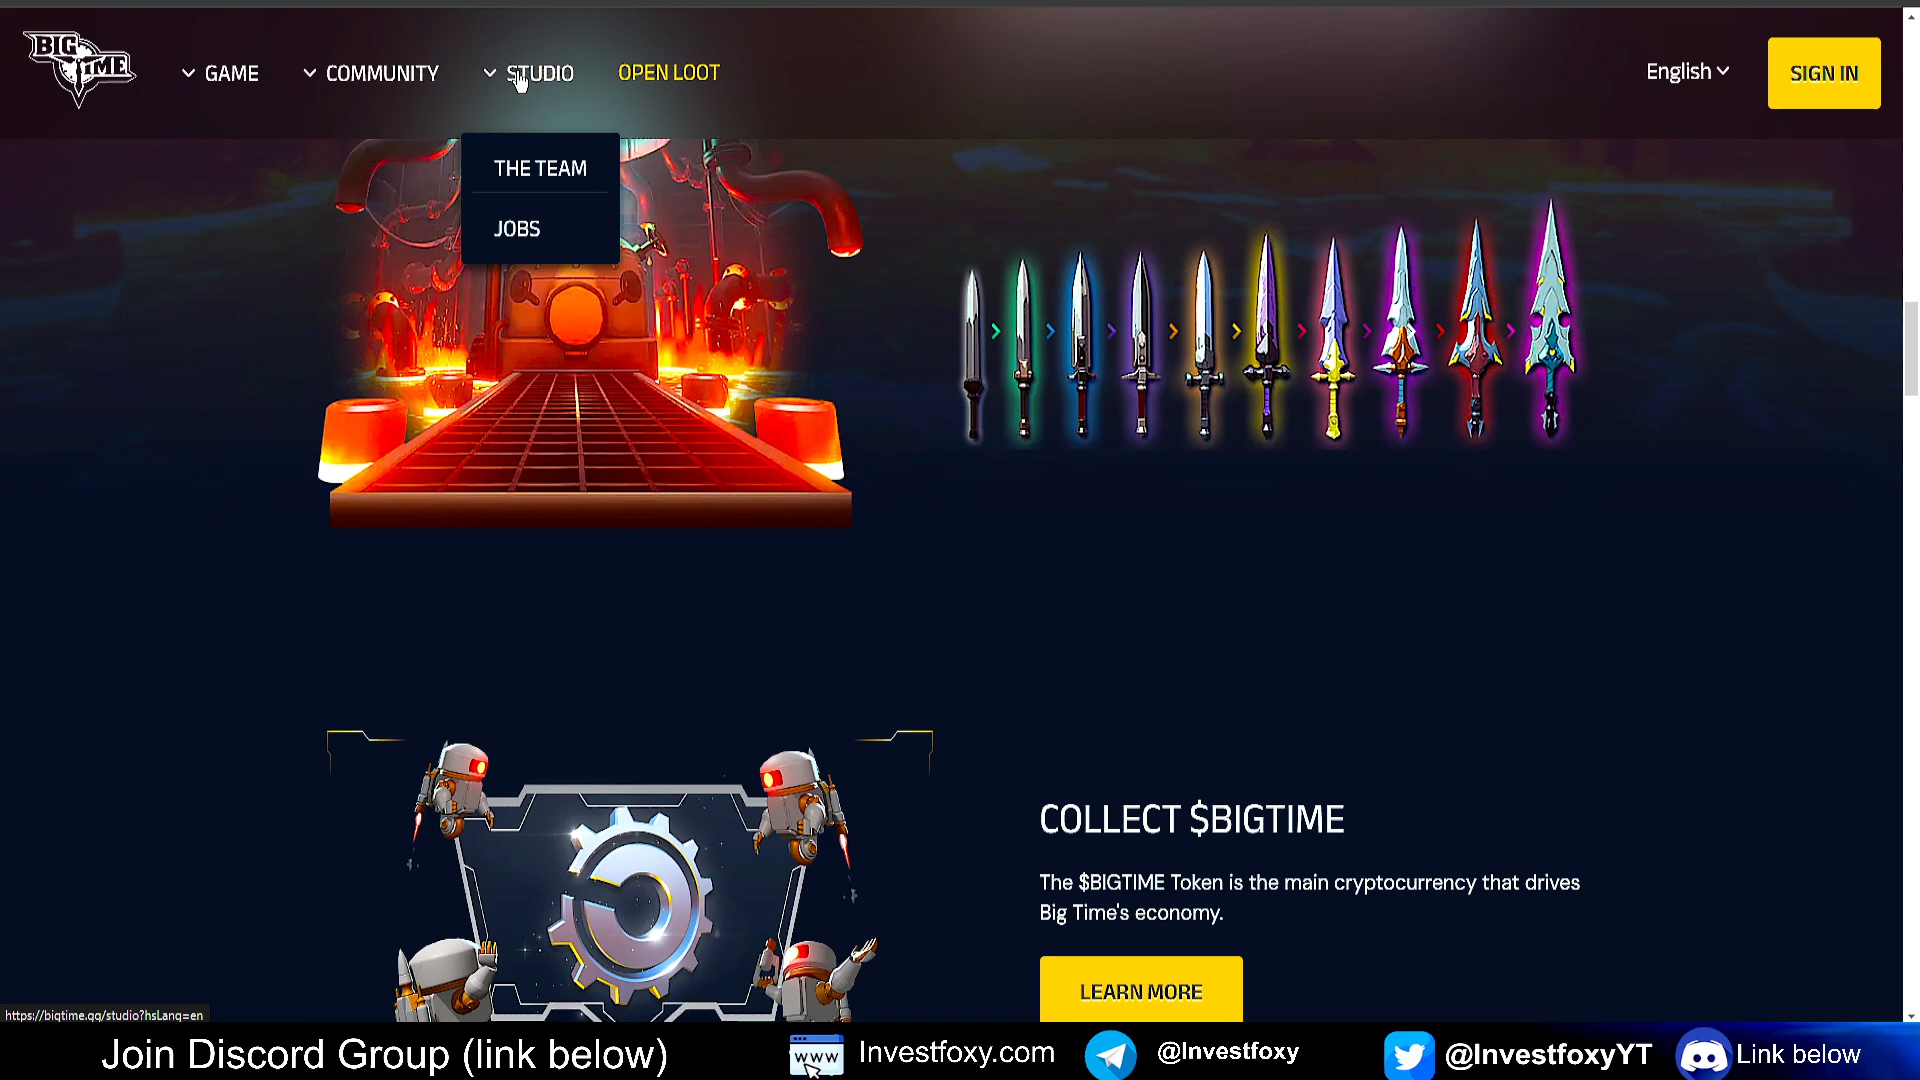 BIG TIME
GAME
COMMUNITY
STUDIO
OPEN LOOT
English
SIGN IN
THE TEAM
JOBS
COLLECT $BIGTIME
The $BIGTIME Token is the main cryptocurrency that drives
Big Time's economy.
LEARN MORE
https://bigtime.gg/studio?hsLang=en
Join Discord Group (link below)
www
Investfoxy.com
@Investfoxy
@InvestfoxyYT
Link below